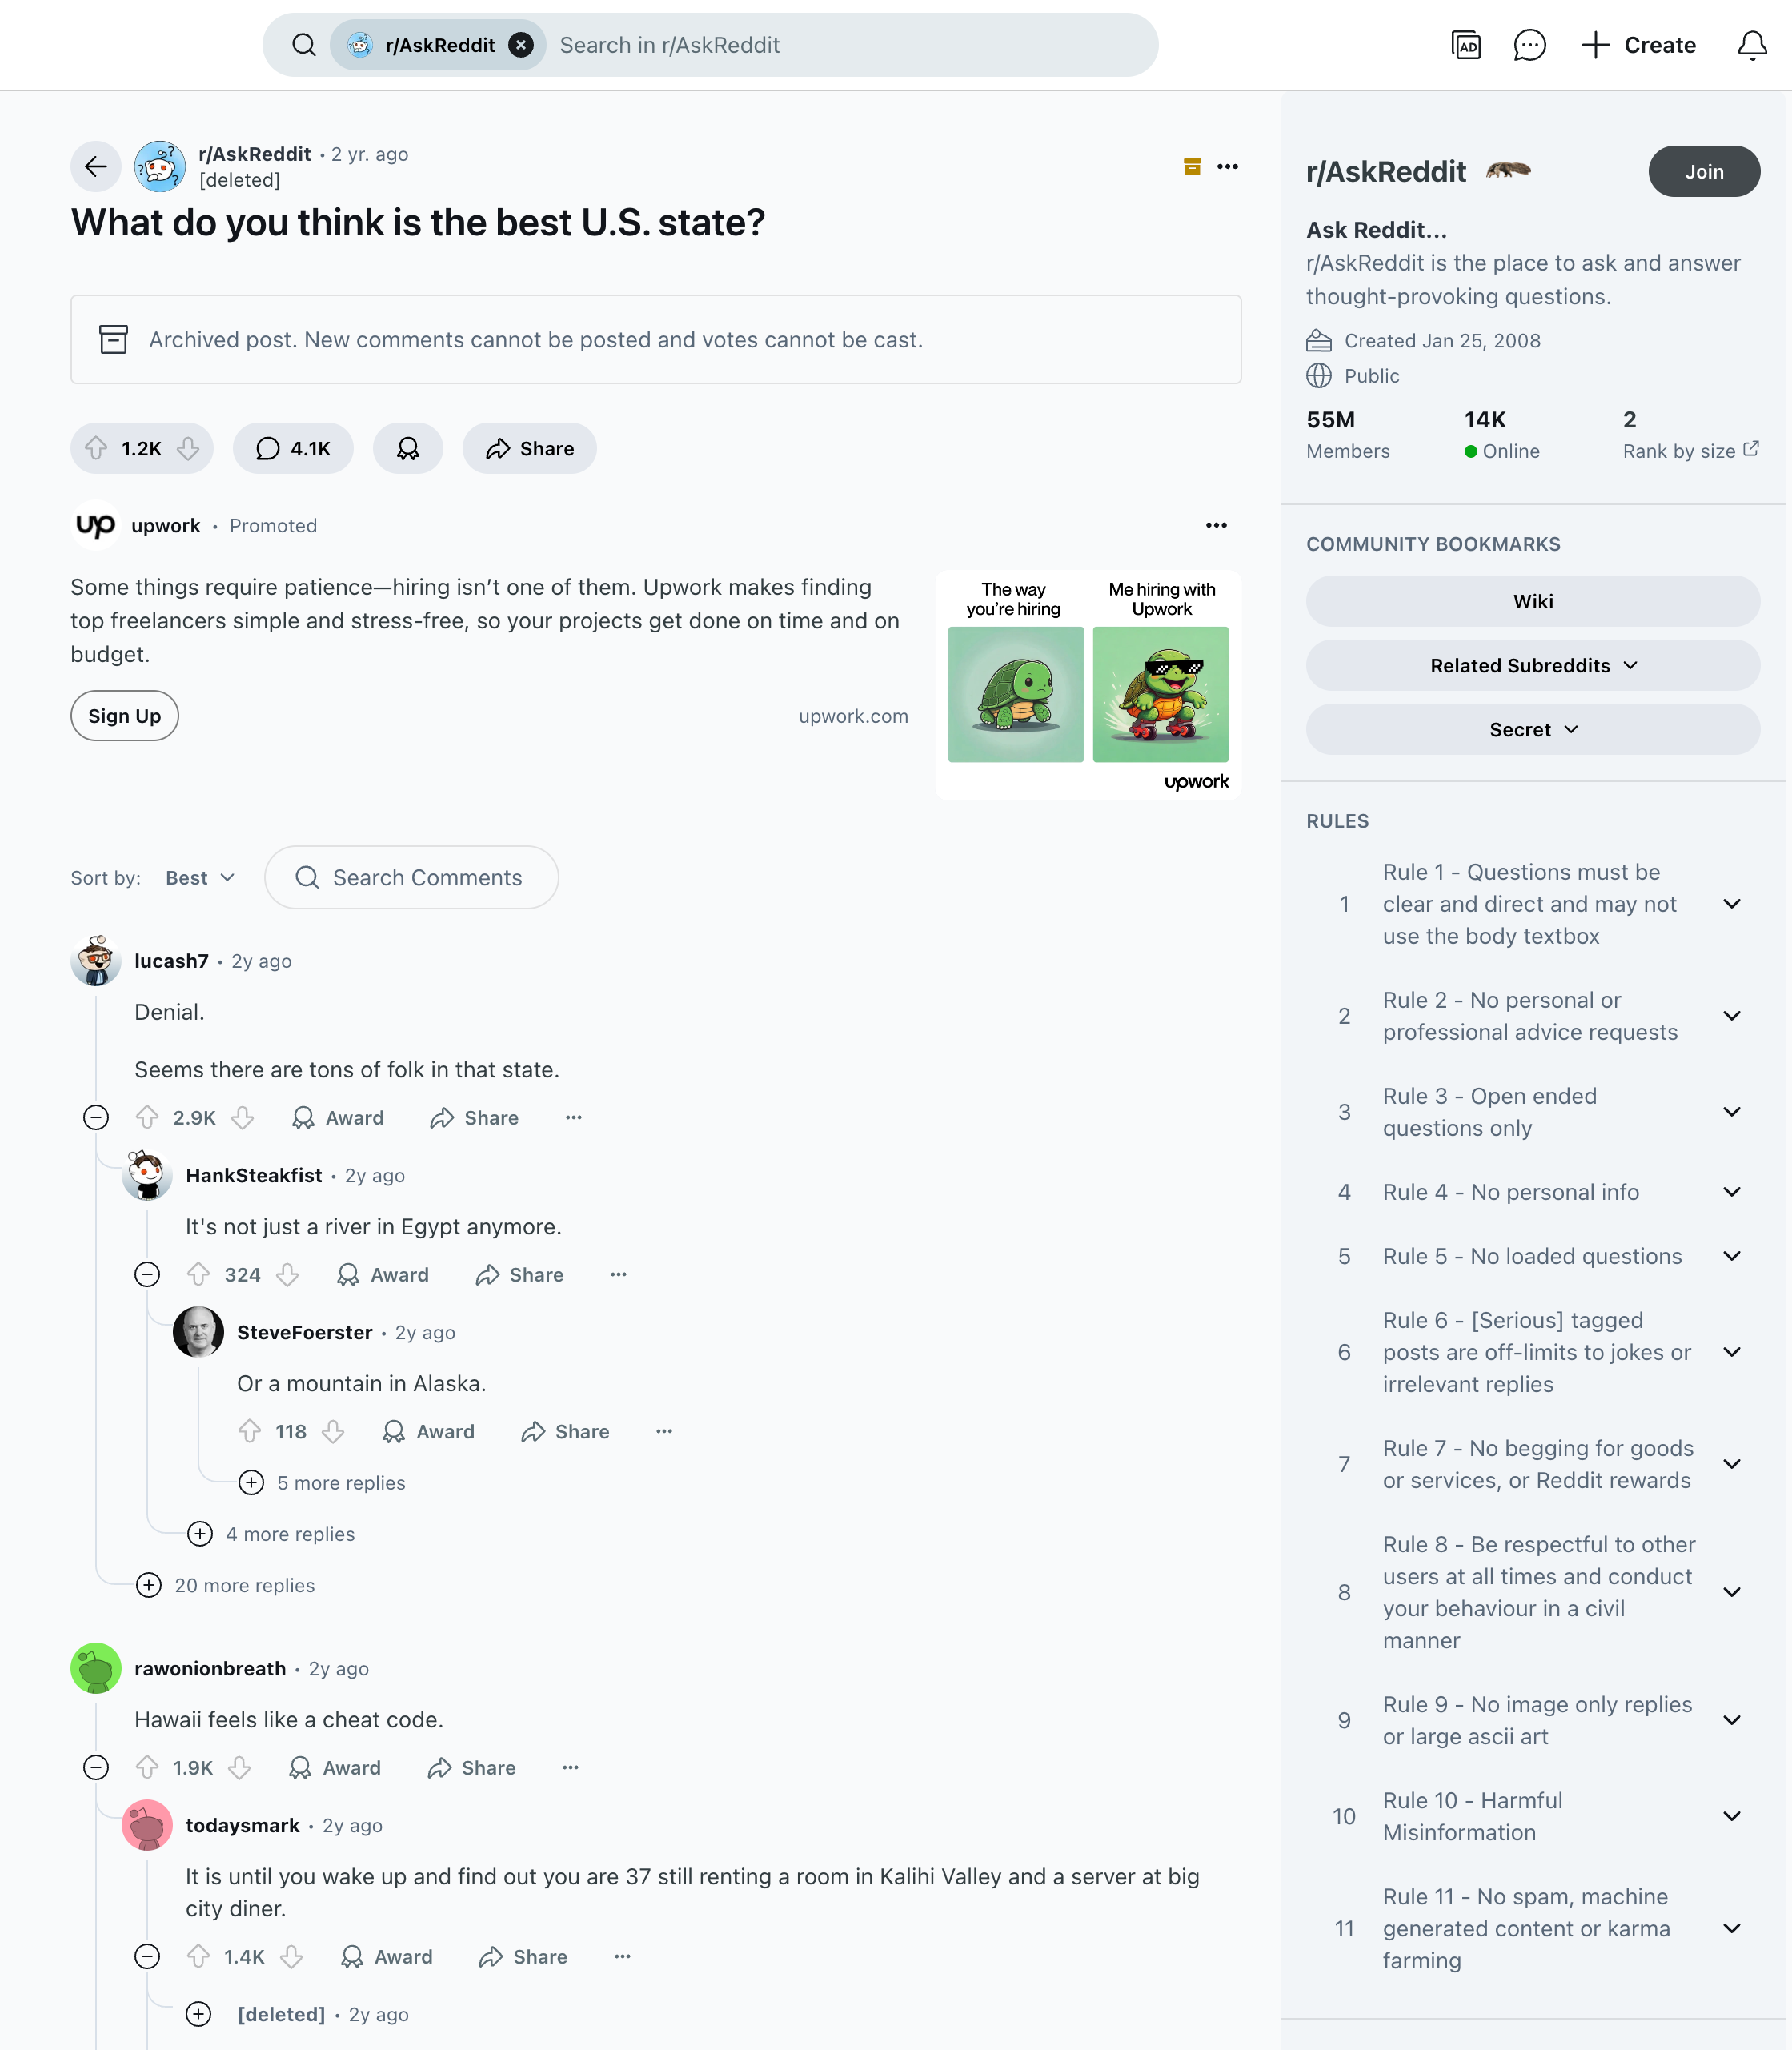 r/AskReddit
Search in r/AskReddit
AD
Create
r/AskReddit • 2 yr. ago
[deleted]
What do you think is the best U.S. state?
Archived post. New comments cannot be posted and votes cannot be cast.
1.2K
4.1K
Share
up
upwork • Promoted
Some things require patience—hiring isn’t one of them. Upwork makes finding
top freelancers simple and stress-free, so your projects get done on time and on
budget.
Sign Up
upwork.com
The way
you’re hiring
Me hiring with
Upwork
upwork
Sort by: Best
Search Comments
lucash7 • 2y ago
Denial.
Seems there are tons of folk in that state.
2.9K Award Share
HankSteakfist • 2y ago
It's not just a river in Egypt anymore.
324 Award Share
SteveFoerster • 2y ago
Or a mountain in Alaska.
118 Award Share
5 more replies
4 more replies
20 more replies
rawonionbreath • 2y ago
Hawaii feels like a cheat code.
1.9K Award Share
todaysmark • 2y ago
It is until you wake up and find out you are 37 still renting a room in Kalihi Valley and a server at big
city diner.
1.4K Award Share
[deleted] • 2y ago
r/AskReddit
Join
Ask Reddit...
r/AskReddit is the place to ask and answer
thought-provoking questions.
Created Jan 25, 2008
Public
55M 14K 2
Members Online Rank by size
COMMUNITY BOOKMARKS
Wiki
Related Subreddits
Secret
RULES
1 Rule 1 - Questions must be
clear and direct and may not
use the body textbox
2 Rule 2 - No personal or
professional advice requests
3 Rule 3 - Open ended
questions only
4 Rule 4 - No personal info
5 Rule 5 - No loaded questions
6 Rule 6 - [Serious] tagged
posts are off-limits to jokes or
irrelevant replies
7 Rule 7 - No begging for goods
or services, or Reddit rewards
8 Rule 8 - Be respectful to other
users at all times and conduct
your behaviour in a civil
manner
9 Rule 9 - No image only replies
or large ascii art
10 Rule 10 - Harmful
Misinformation
11 Rule 11 - No spam, machine
generated content or karma
farming